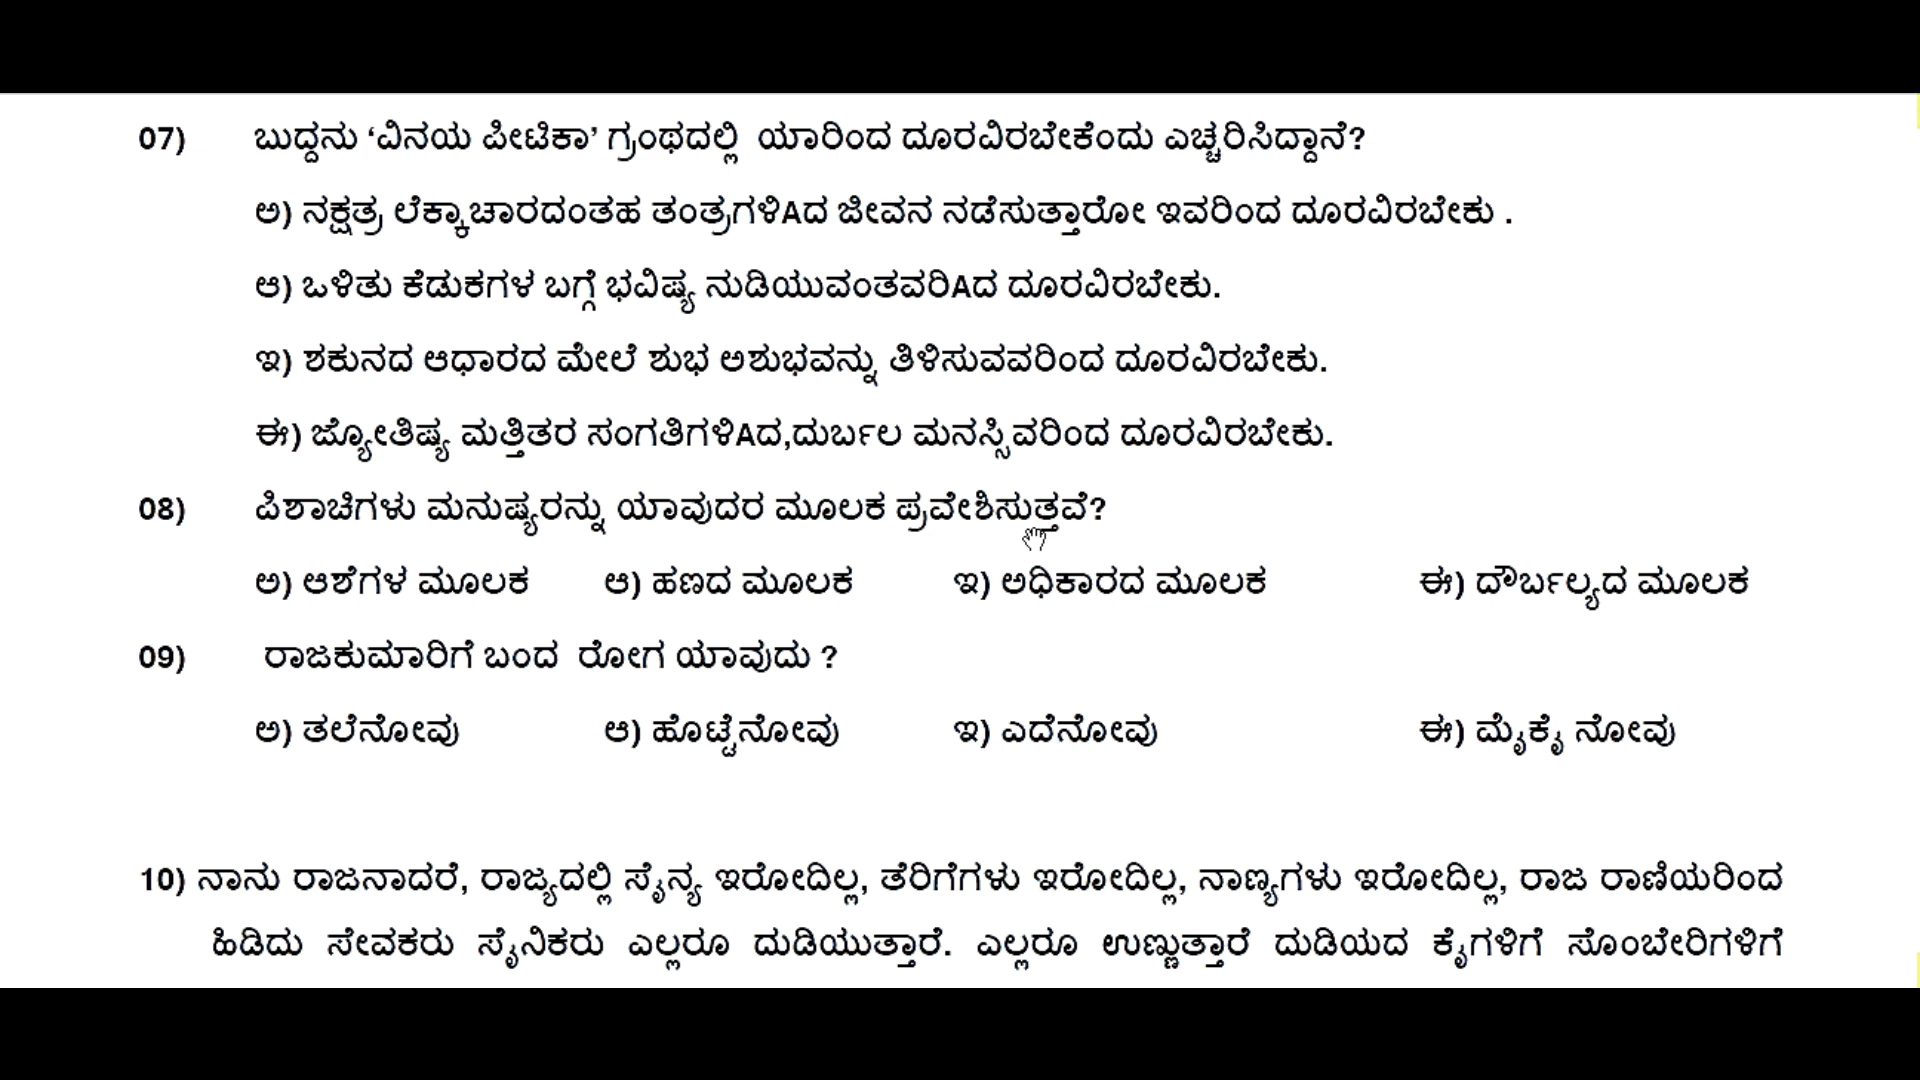 07) ಬುದ್ದನು ‘ವಿನಯ ಪೀಟಿಕಾ’ ಗ್ರಂಥದಲ್ಲಿ ಯಾರಿಂದ ದೂರವಿರಬೇಕೆಂದು ಎಚ್ಚರಿಸಿದ್ದಾನೆ?
ಅ) ನಕ್ಷತ್ರ ಲೆಕ್ಕಾಚಾರದಂತಹ ತಂತ್ರಗಳಿAದ ಜೀವನ ನಡೆಸುತ್ತಾರೋ ಇವರಿಂದ ದೂರವಿರಬೇಕು .
ಆ) ಒಳಿತು ಕೆಡುಕಗಳ ಬಗ್ಗೆ ಭವಿಷ್ಯ ನುಡಿಯುವಂತವರಿAದ ದೂರವಿರಬೇಕು.
ಇ) ಶಕುನದ ಆಧಾರದ ಮೇಲೆ ಶುಭ ಅಶುಭವನ್ನು ತಿಳಿಸುವವರಿಂದ ದೂರವಿರಬೇಕು.
ಈ) ಜ್ಯೋತಿಷ್ಯ ಮತ್ತಿತರ ಸಂಗತಿಗಳಿAದ,ದುರ್ಬಲ ಮನಸ್ಸಿವರಿಂದ ದೂರವಿರಬೇಕು.
08) ಪಿಶಾಚಿಗಳು ಮನುಷ್ಯರನ್ನು ಯಾವುದರ ಮೂಲಕ ಪ್ರವೇಶಿಸುತ್ತವೆ?
ಅ) ಆಶೆಗಳ ಮೂಲಕ ಆ) ಹಣದ ಮೂಲಕ ಇ) ಅಧಿಕಾರದ ಮೂಲಕ ಈ) ದೌರ್ಬಲ್ಯದ ಮೂಲಕ
09) ರಾಜಕುಮಾರಿಗೆ ಬಂದ ರೋಗ ಯಾವುದು ?
ಅ) ತಲೆನೋವು ಆ) ಹೊಟ್ಟೆನೋವು ಇ) ಎದೆನೋವು ಈ) ಮೈಕೈ ನೋವು
10) ನಾನು ರಾಜನಾದರೆ, ರಾಜ್ಯದಲ್ಲಿ ಸೈನ್ಯ ಇರೋದಿಲ್ಲ, ತೆರಿಗೆಗಳು ಇರೋದಿಲ್ಲ, ನಾಣ್ಯಗಳು ಇರೋದಿಲ್ಲ, ರಾಜ ರಾಣಿಯರಿಂದ
ಹಿಡಿದು ಸೇವಕರು ಸೈನಿಕರು ಎಲ್ಲರೂ ದುಡಿಯುತ್ತಾರೆ. ಎಲ್ಲರೂ ಉಣ್ಣುತ್ತಾರೆ ದುಡಿಯದ ಕೈಗಳಿಗೆ ಸೊಂಬೇರಿಗಳಿಗೆ